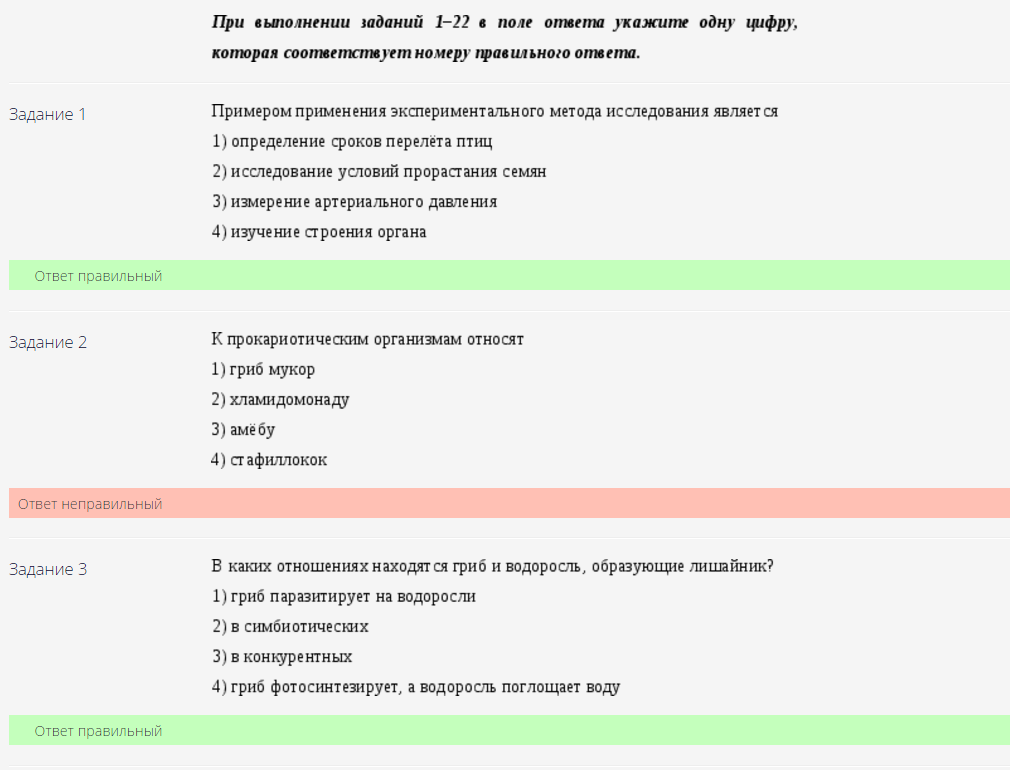 При выполнении заданий 1–22 в поле ответа укажите одну цифру,
которая соответствует номеру правильного ответа.
Задание 1
Примером применения экспериментального метода исследования является
1) определение сроков перелёта птиц
2) исследование условий прорастания семян
3) измерение артериального давления
4) изучение строения органа
Ответ правильный
Задание 2
К прокариотическим организмам относят
1) гриб мукор
2) хламидомонаду
3) амёбу
4) стафиллокок
Ответ неправильный
Задание 3
В каких отношениях находятся гриб и водоросль, образующие лишайник?
1) гриб паразитирует на водоросли
2) в симбиотических
3) в конкурентных
4) гриб фотосинтезирует, а водоросль поглощает воду
Ответ правильный